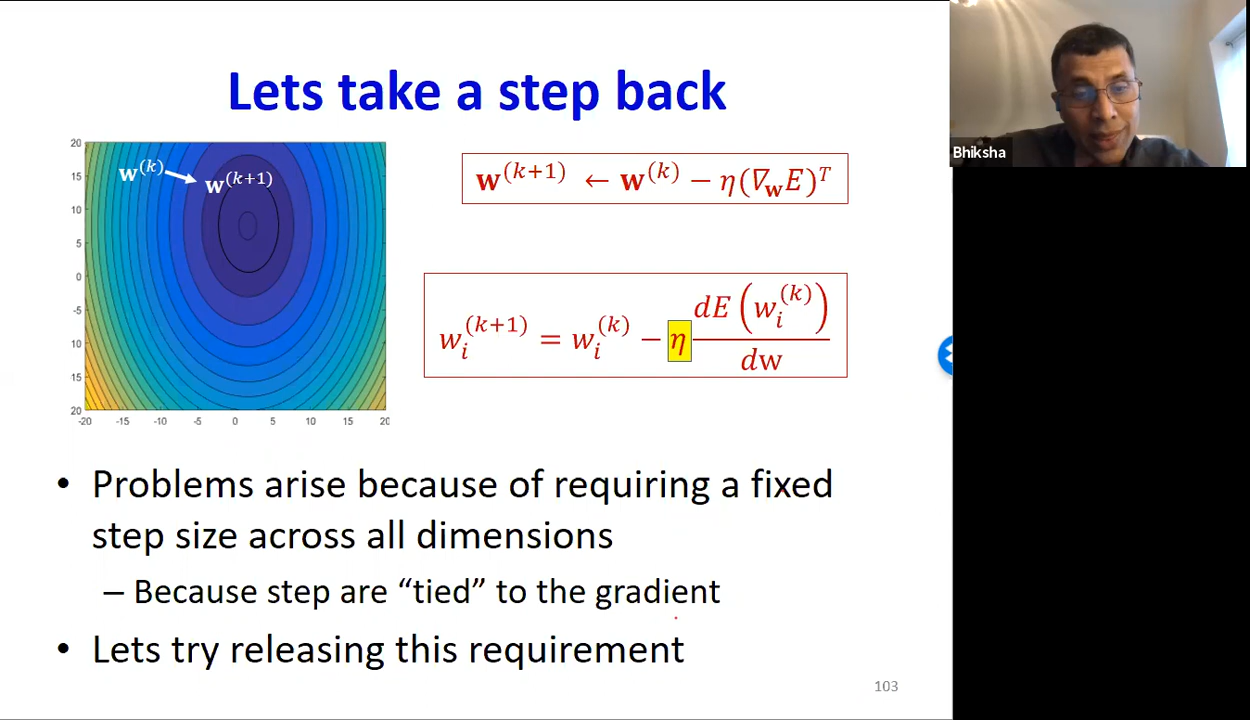 Lets take a step back
20
15
10
5
0
-5
10
15
20
-20 -15 -10 -5 0 5 10 15 20
w^(k)
w^(k+1)
w^(k+1) ← w^(k) − η(∇_w E)^T
w_i^(k+1) = w_i^(k) − η dE(w_i^(k)) / dw
• Problems arise because of requiring a fixed
step size across all dimensions
– Because step are “tied” to the gradient
• Lets try releasing this requirement
103
Bhiksha